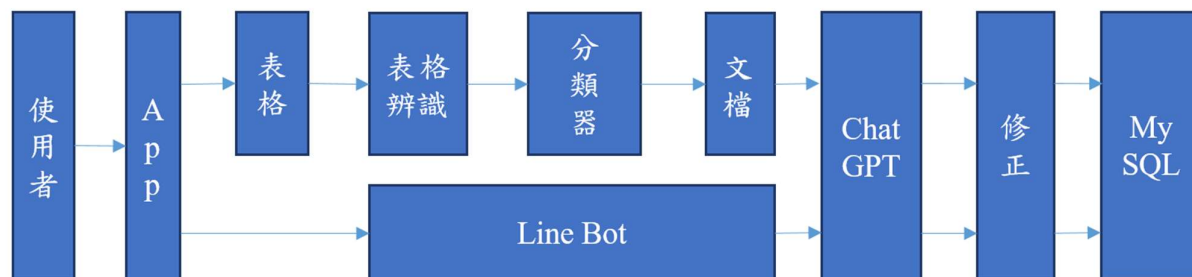 使用者
App
表格
表格
辨識
分類器
文檔
Chat
GPT
修正
My
SQL
Line Bot